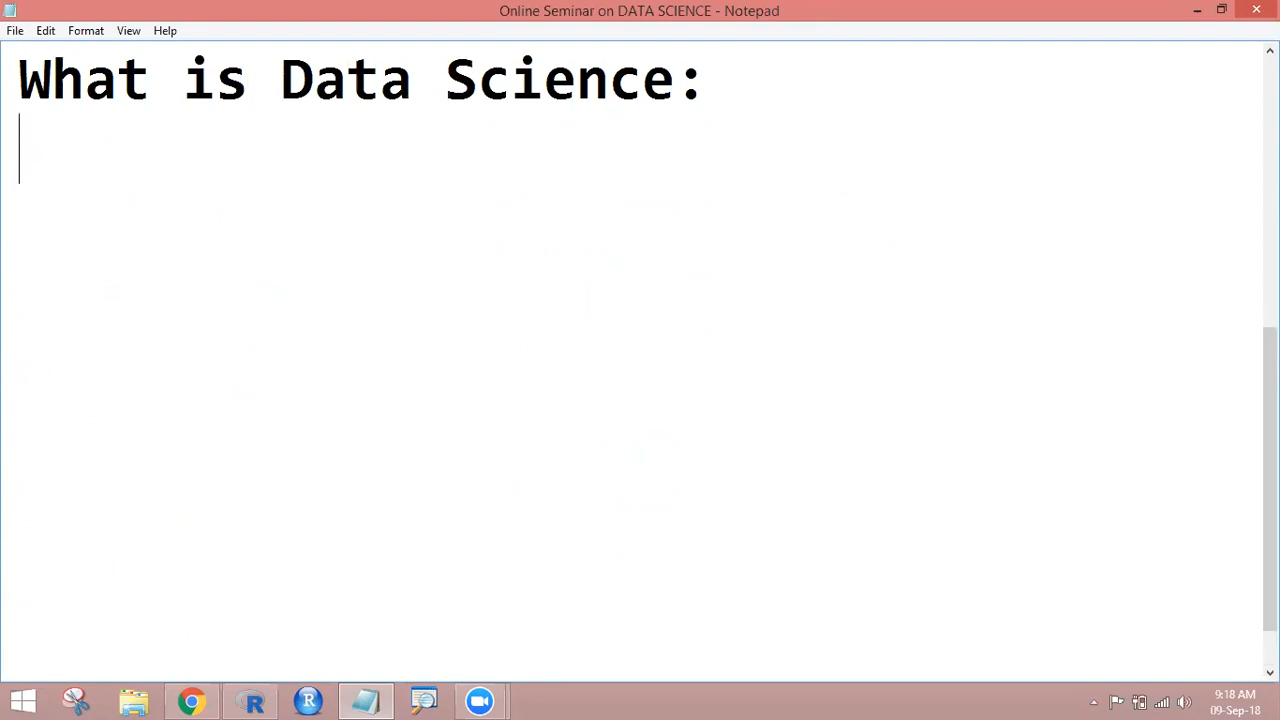 Online Seminar on DATA SCIENCE - Notepad
File Edit Format View Help
What is Data Science:
R
R
9:18 AM
09-Sep-18